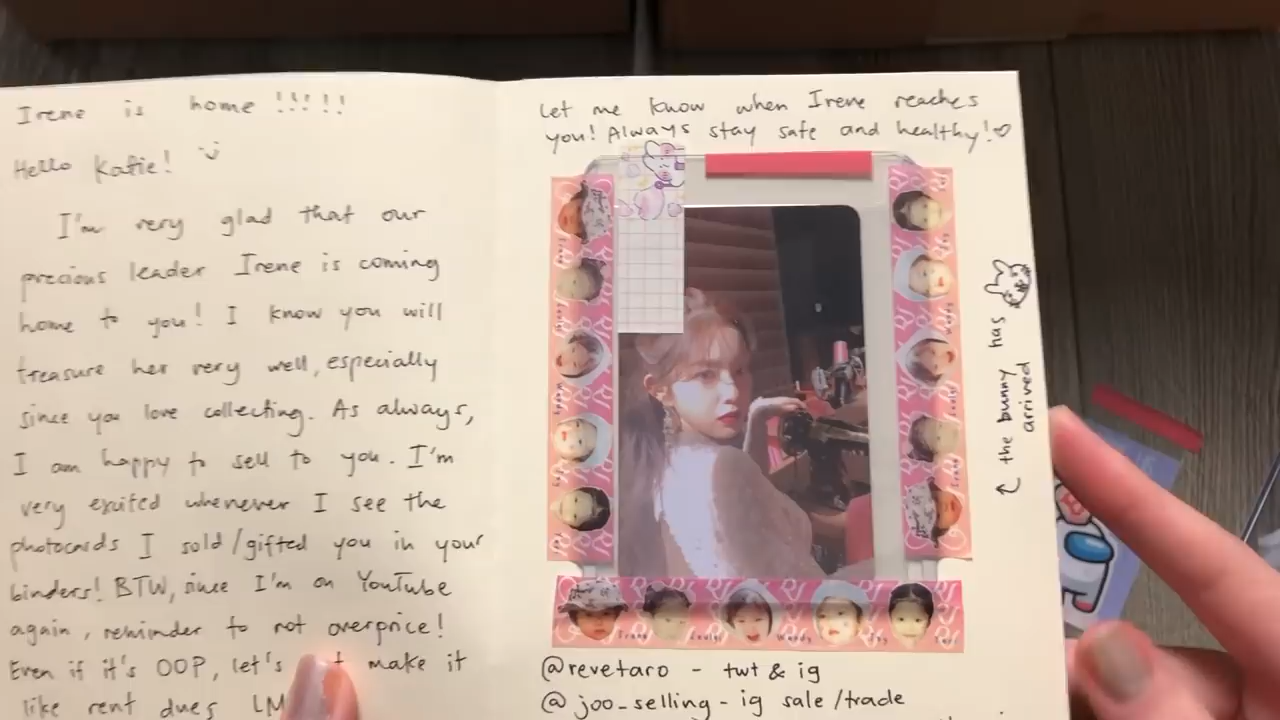 Irene is home !!!!!
Hello Katie!
I'm very glad that our
precious leader Irene is coming
home to you! I know you will
treasure her very well, especially
since you love collecting. As always,
I am happy to sell to you. I'm
very exited whenever I see the
photocards I sold/gifted you in your
binders! BTW, since I'm on YouTube
again, reminder to not overprice!
Even if it's OOP, let's make it
like rent dues
Let me know when Irene reaches
you! Always stay safe and healthy!
the bunny has
arrived
@revetaro - twt & ig
@joo_selling - ig sale/trade